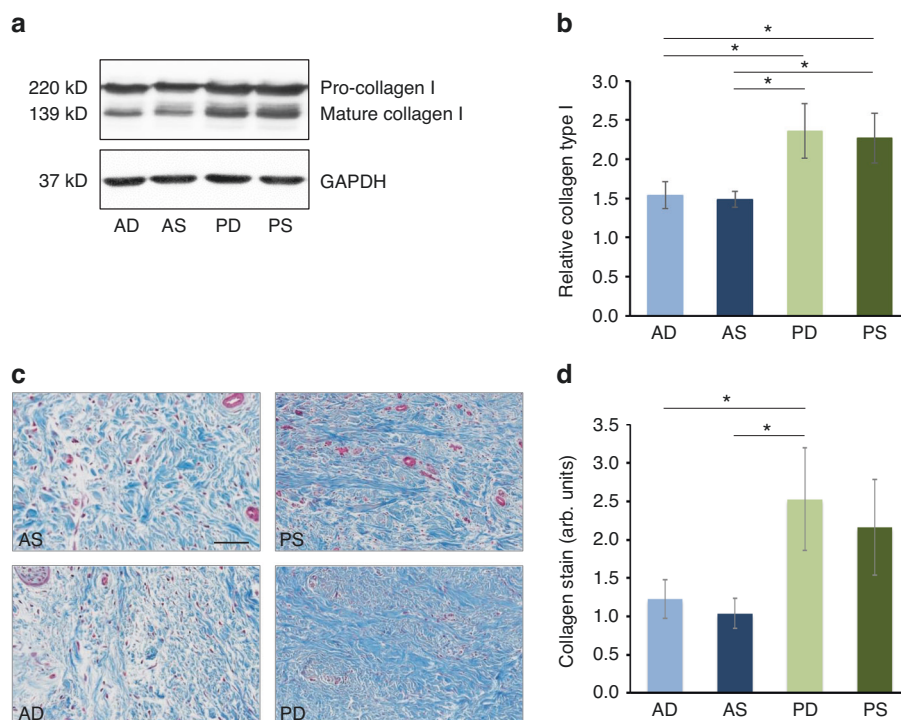 a
220 kD
Pro-collagen I
139 kD
Mature collagen I
37 kD
GAPDH
AD AS PD PS
b
*
*
*
*
Relative collagen type I
3.0
2.5
2.0
1.5
1.0
0.5
0.0
AD AS PD PS
c
AS
PS
AD
PD
d
*
*
Collagen stain (arb. units)
3.5
3.0
2.5
2.0
1.5
1.0
0.5
0.0
AD AS PD PS